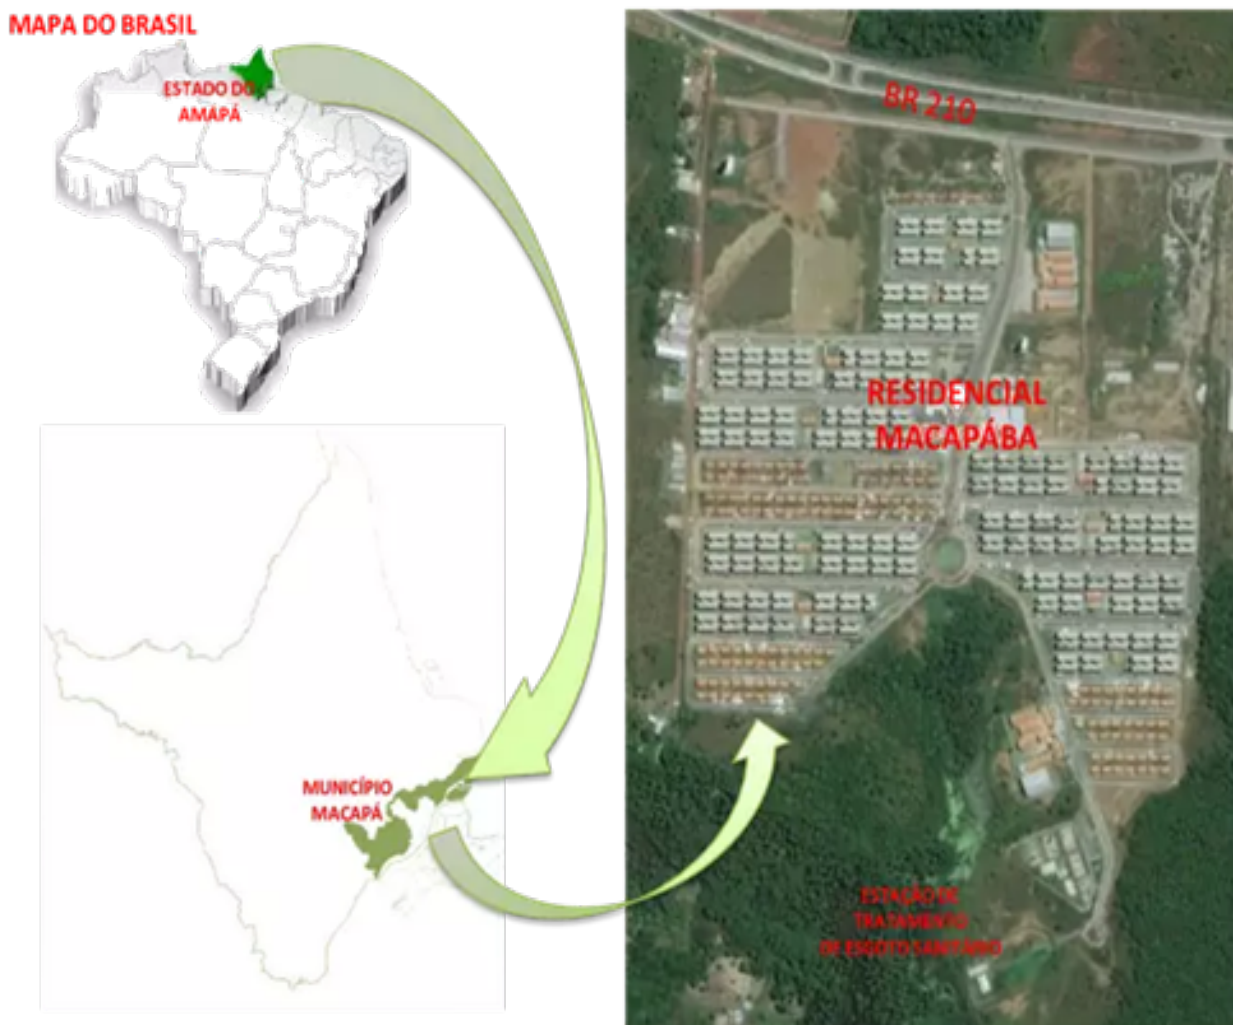 MAPA DO BRASIL
ESTADO DO
AMAPÁ
BR 210
RESIDENCIAL
MACAPÁBA
MUNICÍPIO
MACAPÁ
ESTAÇÃO DE
TRATAMENTO
DE ESGOTO SANITÁRIO